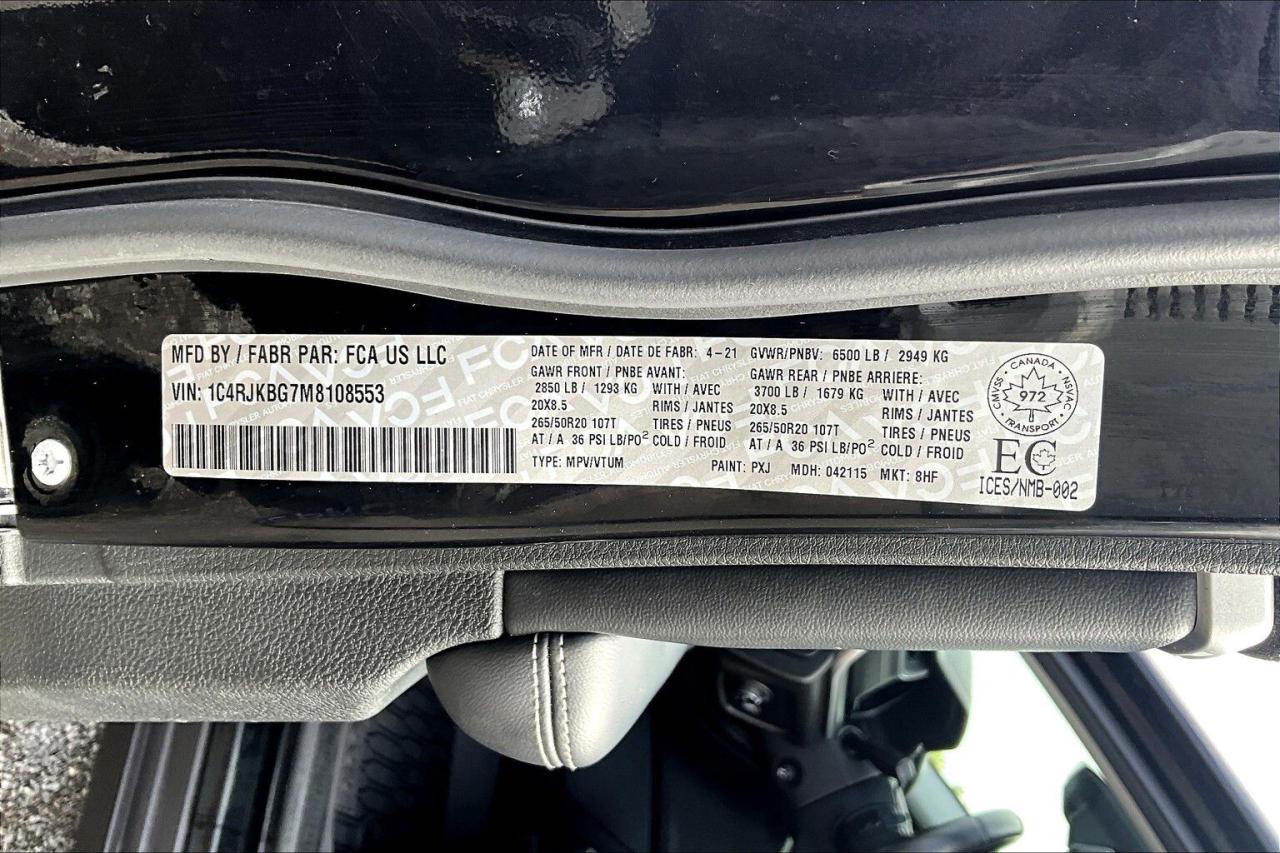 MFD BY / FABR PAR: FCA US LLC
VIN: 1C4RJKBG7M8108553
DATE OF MFR / DATE DE FABR: 4-21 GVWR/PNBV: 6500 LB / 2949 KG
GAWR FRONT / PNBE AVANT:
2850 LB / 1293 KG WITH / AVEC
20X8.5 RIMS / JANTES
265/50R20 107T TIRES / PNEUS
AT / A 36 PSI LB/PO² COLD / FROID
GAWR REAR / PNBE ARRIERE:
3700 LB / 1679 KG WITH / AVEC
20X8.5 RIMS / JANTES
265/50R20 107T TIRES / PNEUS
AT / A 36 PSI LB/PO² COLD / FROID
TYPE: MPV/VTUM PAINT: PXJ MDH: 042115 MKT: 8HF
CANADA
CMVSS · NSVAC
972
TRANSPORT
EC
ICES/NMB-002